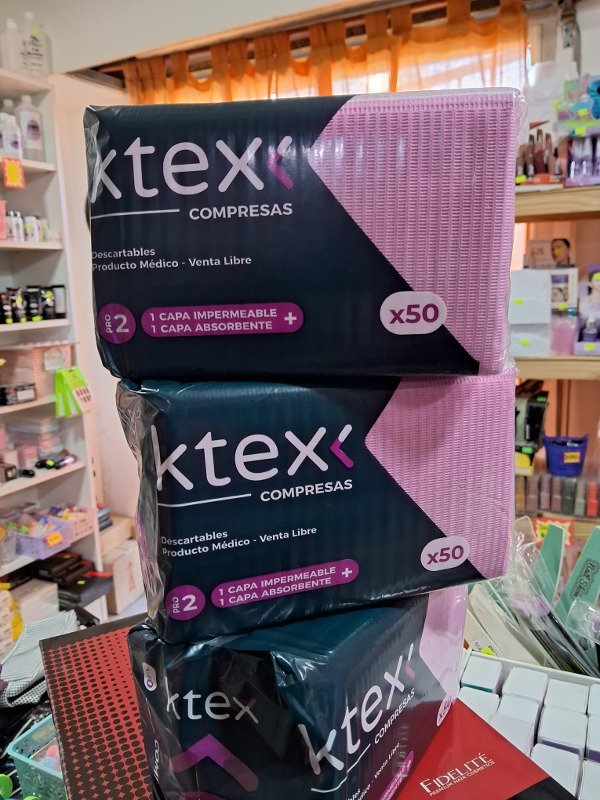 ktex
COMPRESAS
Descartables
Producto Médico - Venta Libre
PRO 2
1 CAPA IMPERMEABLE
1 CAPA ABSORBENTE +
x50
ktex
COMPRESAS
Descartables
Producto Médico - Venta Libre
PRO 2
1 CAPA IMPERMEABLE
1 CAPA ABSORBENTE +
x50
ktex
ktex
COMPRESAS
FIDELITÉ